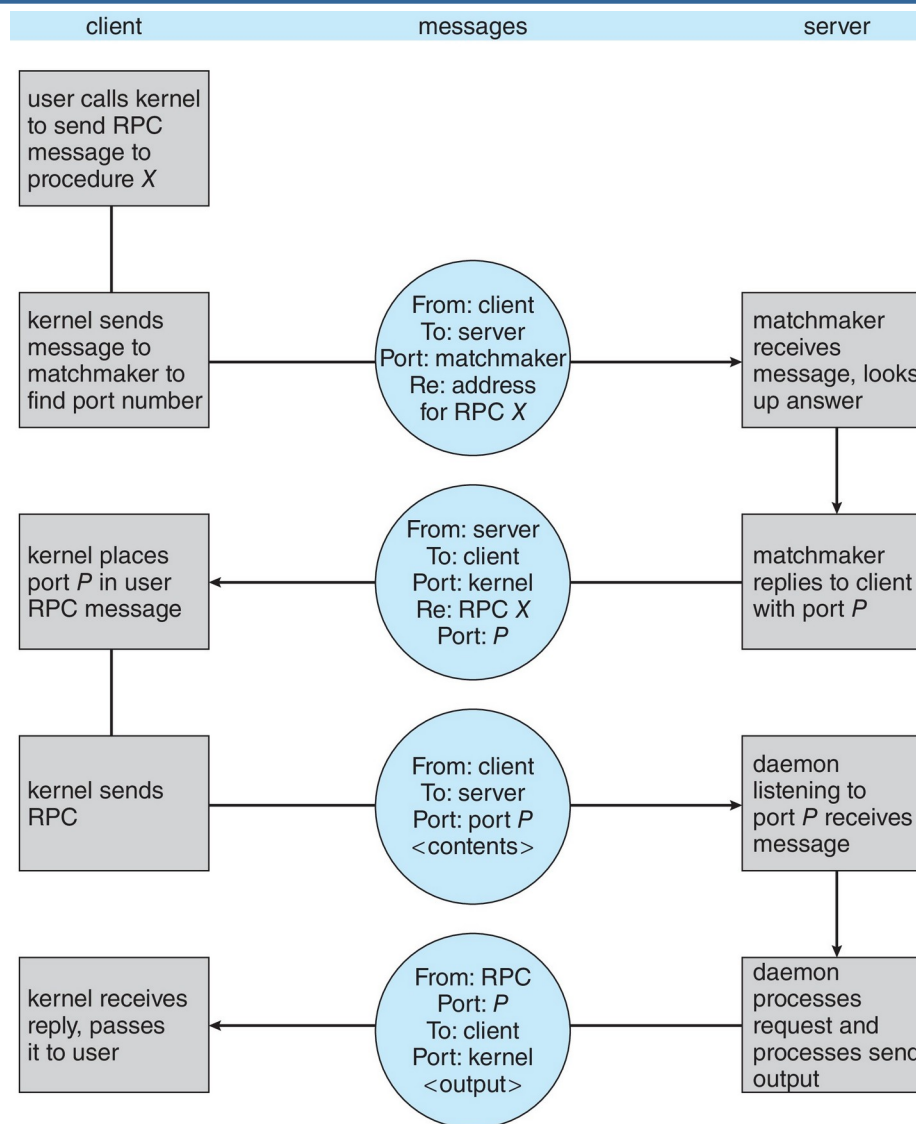 client
messages
server
user calls kernel
to send RPC
message to
procedure X
kernel sends
message to
matchmaker to
find port number
From: client
To: server
Port: matchmaker
Re: address
for RPC X
matchmaker
receives
message, looks
up answer
kernel places
port P in user
RPC message
From: server
To: client
Port: kernel
Re: RPC X
Port: P
matchmaker
replies to client
with port P
kernel sends
RPC
From: client
To: server
Port: port P
<contents>
daemon
listening to
port P receives
message
kernel receives
reply, passes
it to user
From: RPC
Port: P
To: client
Port: kernel
<output>
daemon
processes
request and
processes send
output